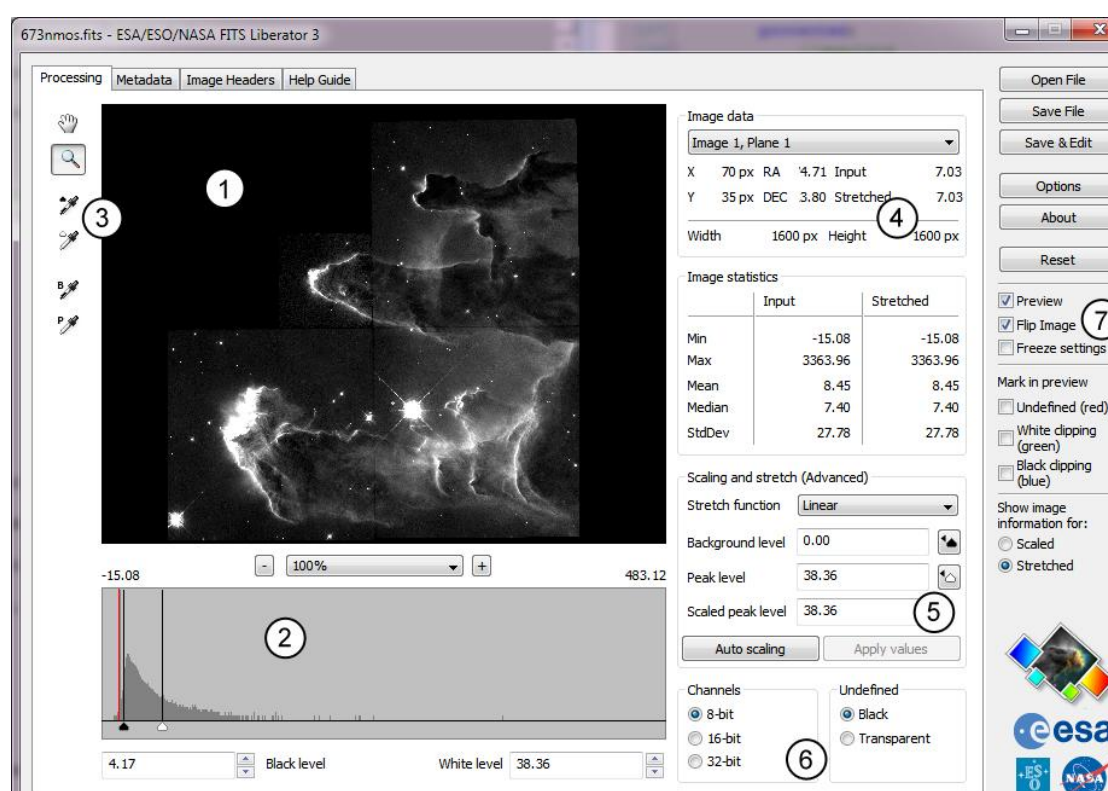 673nmos.fits - ESA/ESO/NASA FITS Liberator 3
Processing Metadata Image Headers Help Guide
Open File
Save File
Save & Edit
Options
About
Reset
Preview
Flip Image
Freeze settings
7
Mark in preview
Undefined (red)
White clipping
(green)
Black clipping
(blue)
Show image
information for:
Scaled
Stretched
esa
ESO
NASA
1
3
B
P
Image data
Image 1, Plane 1
X 70 px RA '4.71 Input 7.03
Y 35 px DEC 3.80 Stretched 7.03
4
Width 1600 px Height 1600 px
Image statistics
Input Stretched
Min -15.08 -15.08
Max 3363.96 3363.96
Mean 8.45 8.45
Median 7.40 7.40
StdDev 27.78 27.78
Scaling and stretch (Advanced)
Stretch function Linear
Background level 0.00
Peak level 38.36
Scaled peak level 38.36
5
Auto scaling Apply values
-15.08 - 100% + 483.12
2
4.17 Black level White level 38.36
Channels Undefined
8-bit Black
16-bit Transparent
32-bit
6